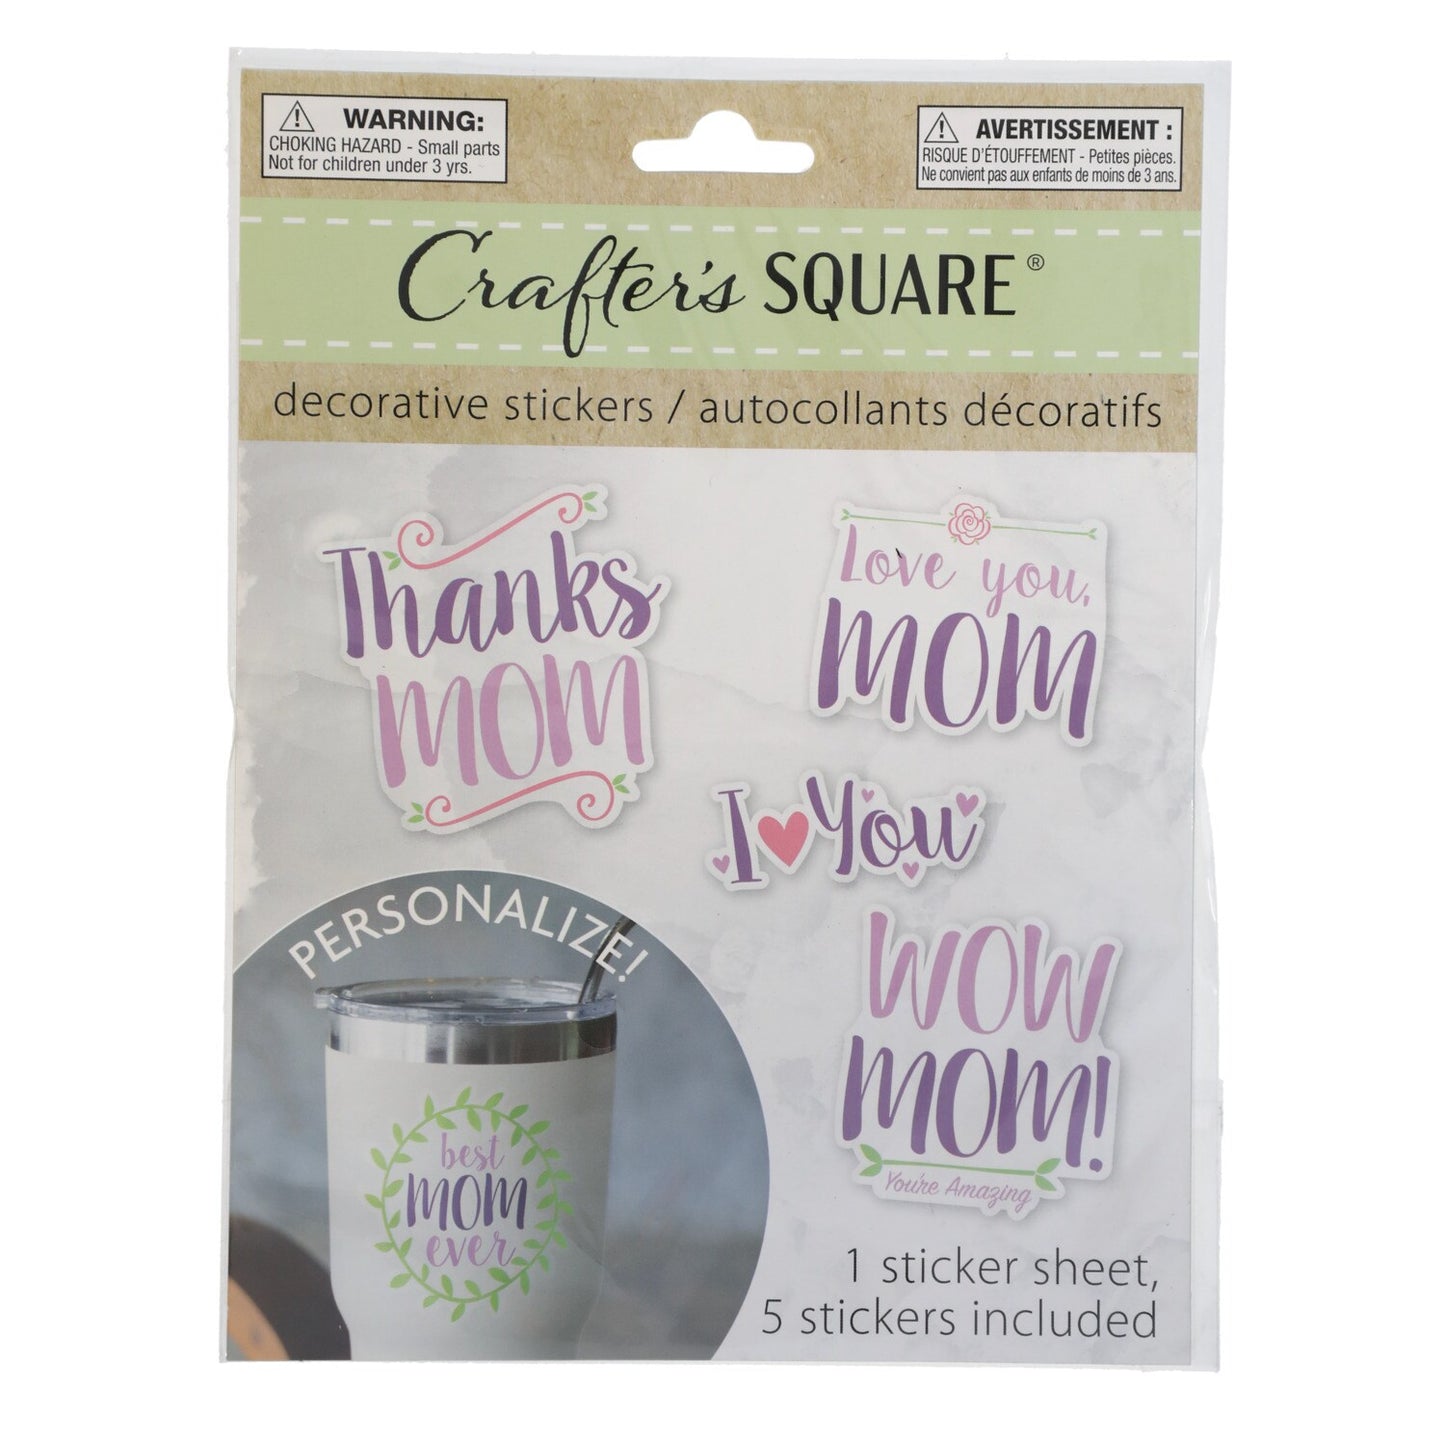 WARNING:
CHOKING HAZARD - Small parts
Not for children under 3 yrs.
AVERTISSEMENT :
RISQUE D'ÉTOUFFEMENT - Petites pièces.
Ne convient pas aux enfants de moins de 3 ans.
Crafter's SQUARE®
decorative stickers / autocollants décoratifs
Thanks
MOM
Love you,
MOM
I ♥ You
WOW
MOM!
You're Amazing
PERSONALIZE!
best
MOM
ever
1 sticker sheet,
5 stickers included